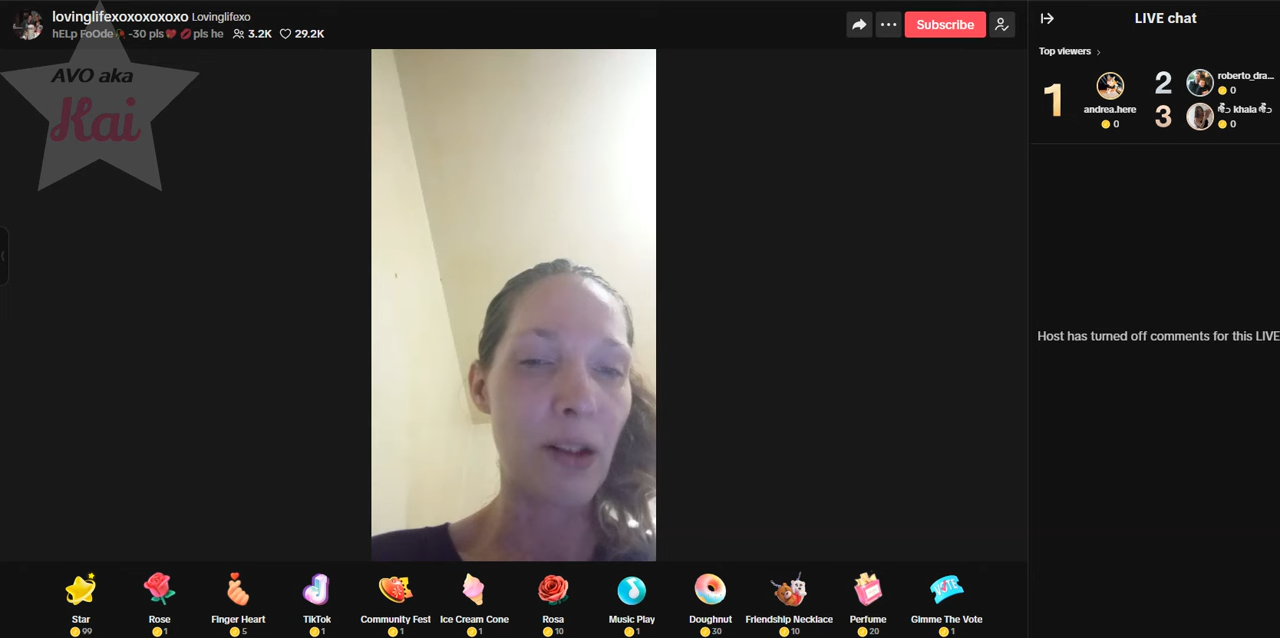 lovinglifexoxoxoxoxo Lovinglifexo
hELp FoOde -30 pls pls he 3.2K 29.2K
Subscribe
LIVE chat
AVO aka
Kai
Top viewers
1
andrea.here
0
2
roberto_dra...
0
3
khala
0
Host has turned off comments for this LIVE
Star
99
Rose
1
Finger Heart
5
TikTok
1
Community Fest
1
Ice Cream Cone
1
Rosa
10
Music Play
1
Doughnut
30
Friendship Necklace
10
Perfume
20
VOTE
Gimme The Vote
1